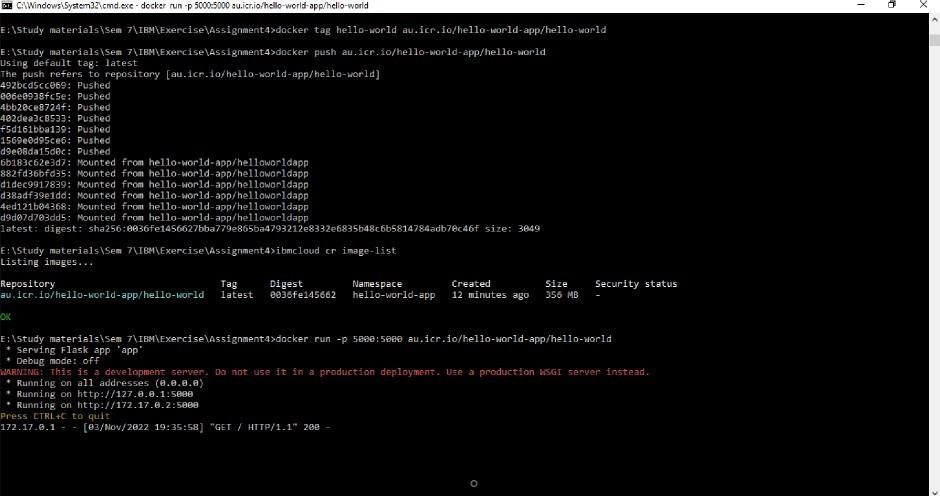 C:\Windows\System32\cmd.exe - docker run -p 5000:5000 au.icr.io/hello-world-app/hello-world
E:\Study materials\Sem 7\IBM\Exercise\Assignment4>docker tag hello-world au.icr.io/hello-world-app/hello-world
E:\Study materials\Sem 7\IBM\Exercise\Assignment4>docker push au.icr.io/hello-world-app/hello-world
Using default tag: latest
The push refers to repository [au.icr.io/hello-world-app/hello-world]
492bcd5cc069: Pushed
006e0938fc5e: Pushed
4bb20ce8724f: Pushed
402dea3c8533: Pushed
f5d161bba139: Pushed
1569e0d95ce6: Pushed
d9e08da15d0c: Pushed
6b183c62e3d7: Mounted from hello-world-app/helloworldapp
882fd36bfd35: Mounted from hello-world-app/helloworldapp
d1dec9917839: Mounted from hello-world-app/helloworldapp
d38adf39e1dd: Mounted from hello-world-app/helloworldapp
4ed121b04368: Mounted from hello-world-app/helloworldapp
d9d07d703dd5: Mounted from hello-world-app/helloworldapp
latest: digest: sha256:0036fe1456627bba779e865ba4793212e8332e6835b48c6b5814784adb70c46f size: 3049
E:\Study materials\Sem 7\IBM\Exercise\Assignment4>ibmcloud cr image-list
Listing images...
Repository Tag Digest Namespace Created Size Security status
au.icr.io/hello-world-app/hello-world latest 0036fe145662 hello-world-app 12 minutes ago 356 MB -
OK
E:\Study materials\Sem 7\IBM\Exercise\Assignment4>docker run -p 5000:5000 au.icr.io/hello-world-app/hello-world
* Serving Flask app 'app'
* Debug mode: off
WARNING: This is a development server. Do not use it in a production deployment. Use a production WSGI server instead.
* Running on all addresses (0.0.0.0)
* Running on http://127.0.0.1:5000
* Running on http://172.17.0.2:5000
Press CTRL+C to quit
172.17.0.1 - - [03/Nov/2022 19:35:58] "GET / HTTP/1.1" 200 -